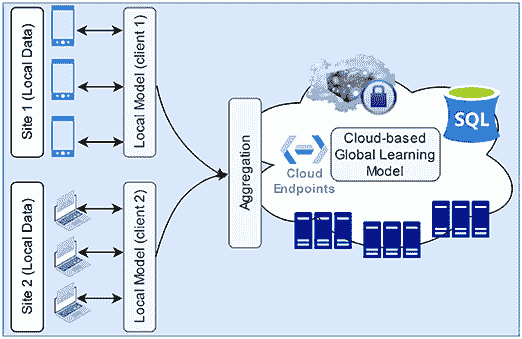 Site 1 (Local Data)
Local Model (client 1)
Site 2 (Local Data)
Local Model (client 2)
Aggregation
Cloud
Endpoints
Cloud-based
Global Learning
Model
SQL